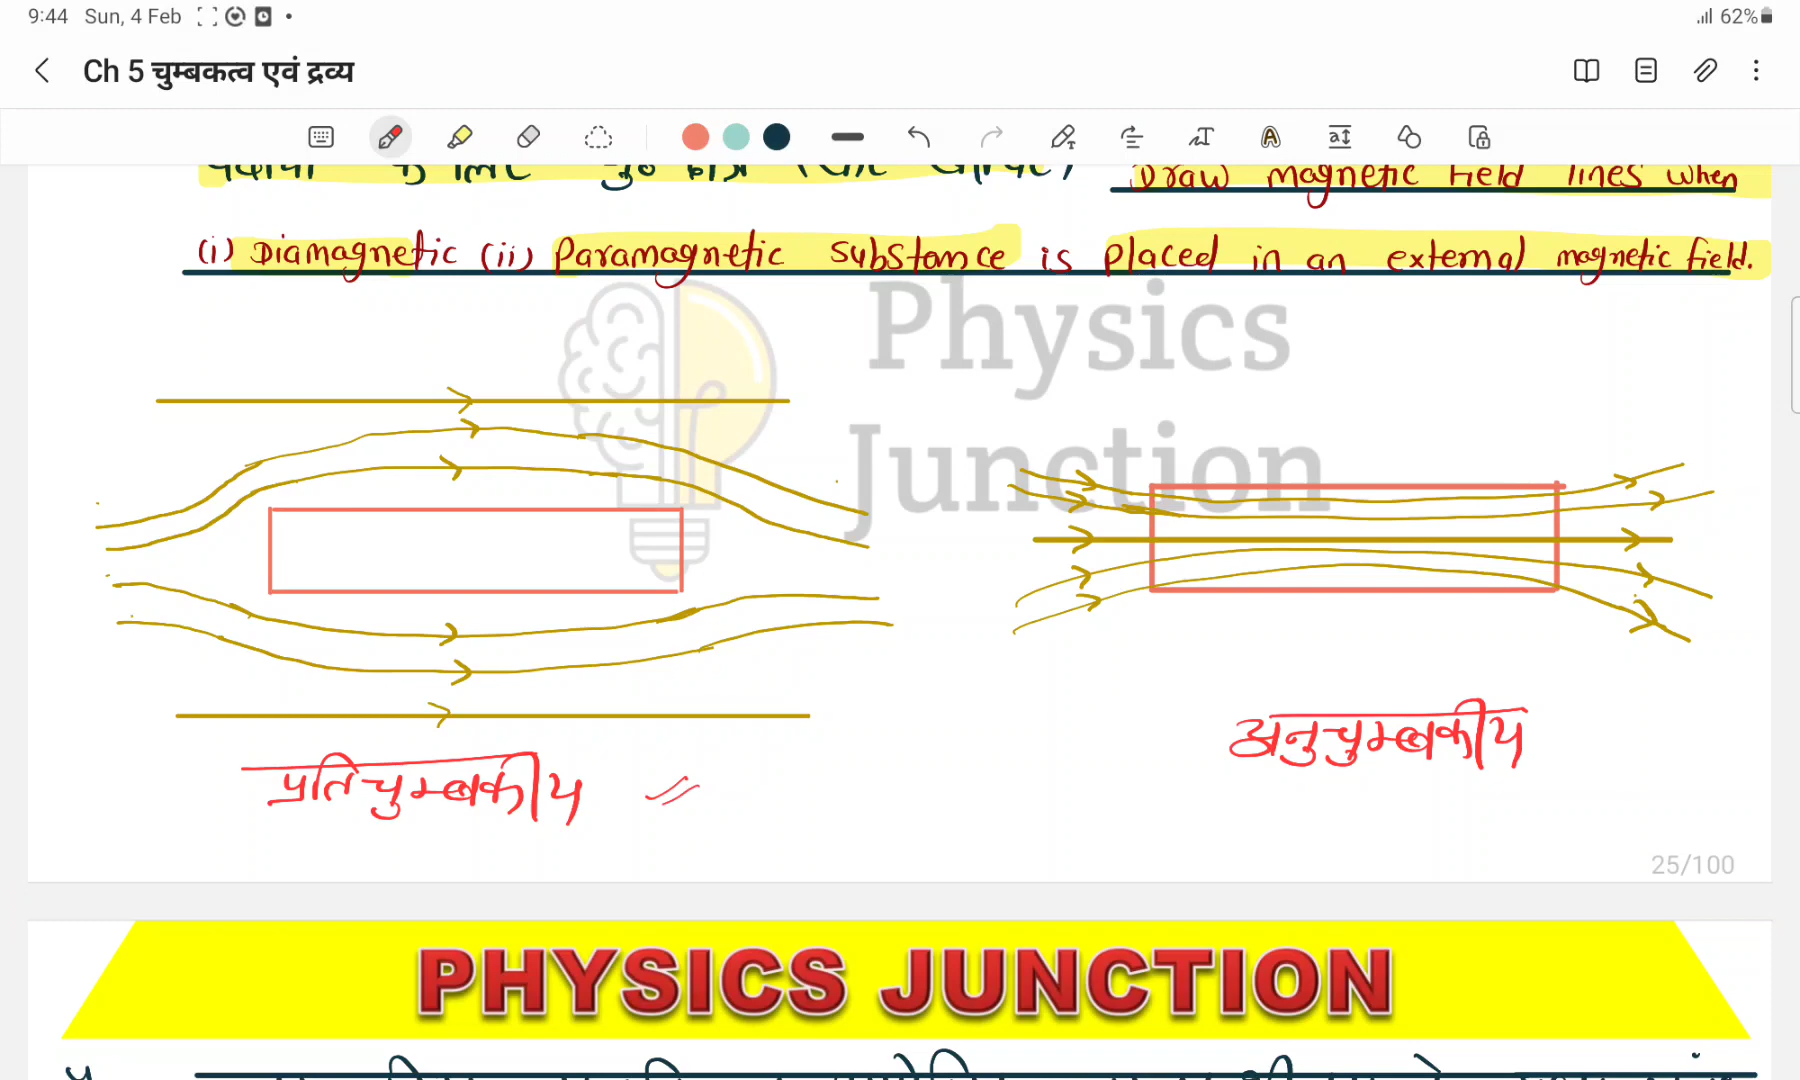 9:44 Sun, 4 Feb
62%
Ch 5 चुम्बकत्व एवं द्रव्य
Draw magnetic field lines when
(i) Diamagnetic (ii) Paramagnetic Substance is placed in an external magnetic field.
Physics
Junction
प्रतिचुम्बकीय
अनुचुम्बकीय
25/100
PHYSICS JUNCTION